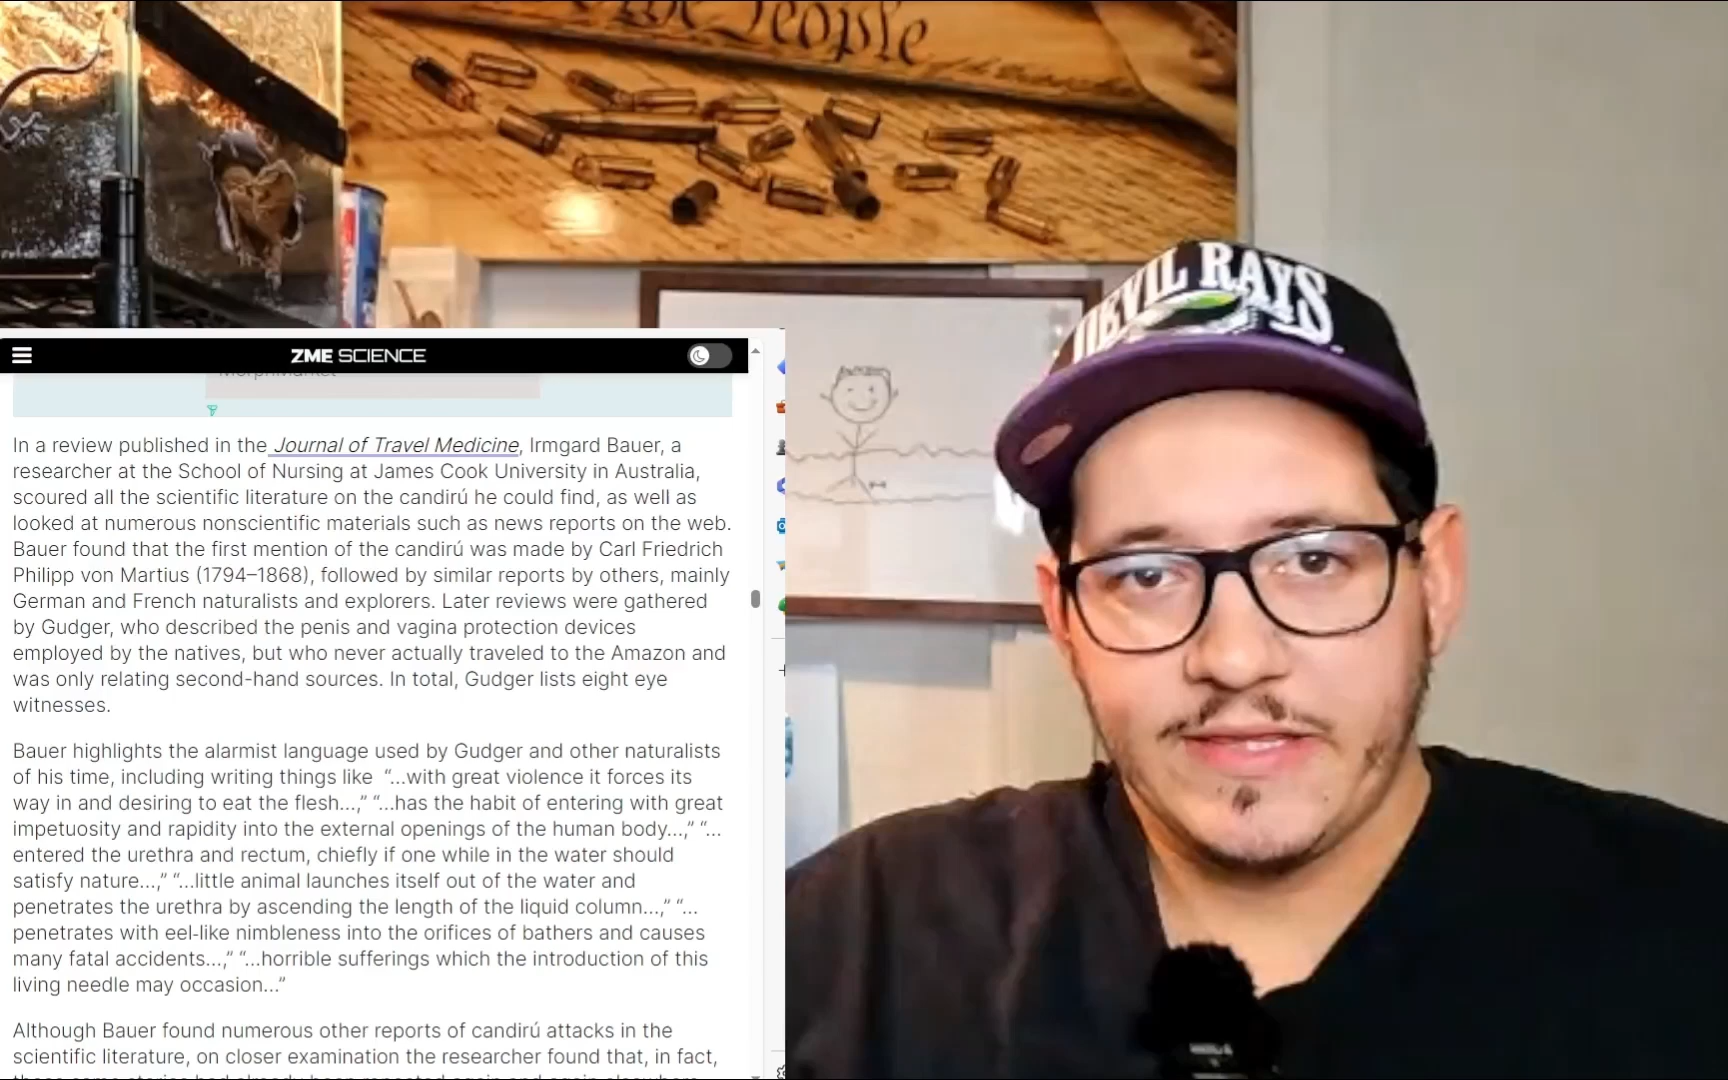 We the People
DEVIL RAYS
ZME SCIENCE
MorphMarket
In a review published in the Journal of Travel Medicine, Irmgard Bauer, a
researcher at the School of Nursing at James Cook University in Australia,
scoured all the scientific literature on the candirú he could find, as well as
looked at numerous nonscientific materials such as news reports on the web.
Bauer found that the first mention of the candirú was made by Carl Friedrich
Philipp von Martius (1794–1868), followed by similar reports by others, mainly
German and French naturalists and explorers. Later reviews were gathered
by Gudger, who described the penis and vagina protection devices
employed by the natives, but who never actually traveled to the Amazon and
was only relating second-hand sources. In total, Gudger lists eight eye
witnesses.
Bauer highlights the alarmist language used by Gudger and other naturalists
of his time, including writing things like “…with great violence it forces its
way in and desiring to eat the flesh…,” “…has the habit of entering with great
impetuosity and rapidity into the external openings of the human body…,” “…
entered the urethra and rectum, chiefly if one while in the water should
satisfy nature…,” “…little animal launches itself out of the water and
penetrates the urethra by ascending the length of the liquid column…,” “…
penetrates with eel-like nimbleness into the orifices of bathers and causes
many fatal accidents…,” “…horrible sufferings which the introduction of this
living needle may occasion…”
Although Bauer found numerous other reports of candirú attacks in the
scientific literature, on closer examination the researcher found that, in fact,